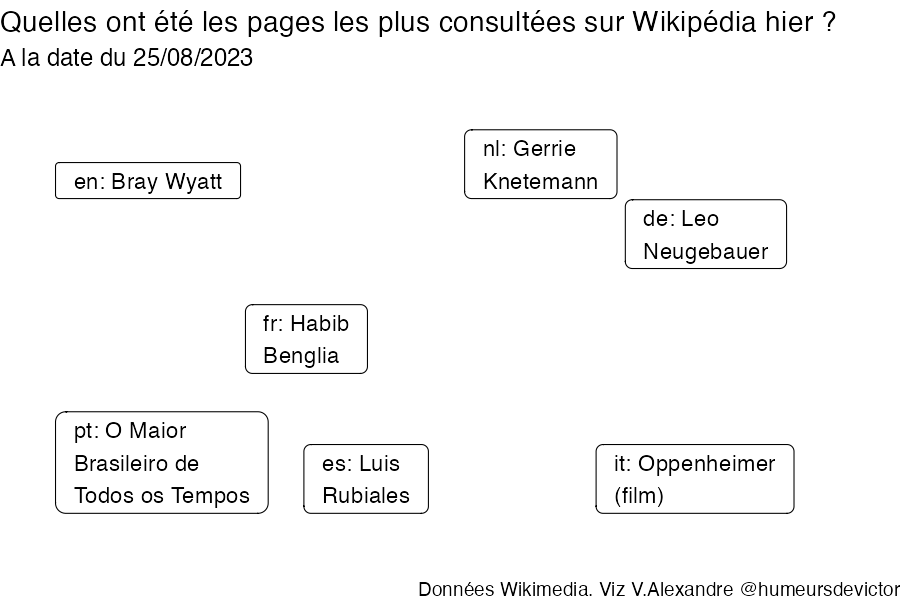 Quelles ont été les pages les plus consultées sur Wikipédia hier ?
A la date du 25/08/2023
nl: Gerrie
Knetemann
en: Bray Wyatt
de: Leo
Neugebauer
fr: Habib
Benglia
pt: O Maior
Brasileiro de
Todos os Tempos
es: Luis
Rubiales
it: Oppenheimer
(film)
Données Wikimedia. Viz V.Alexandre @humeursdevictor